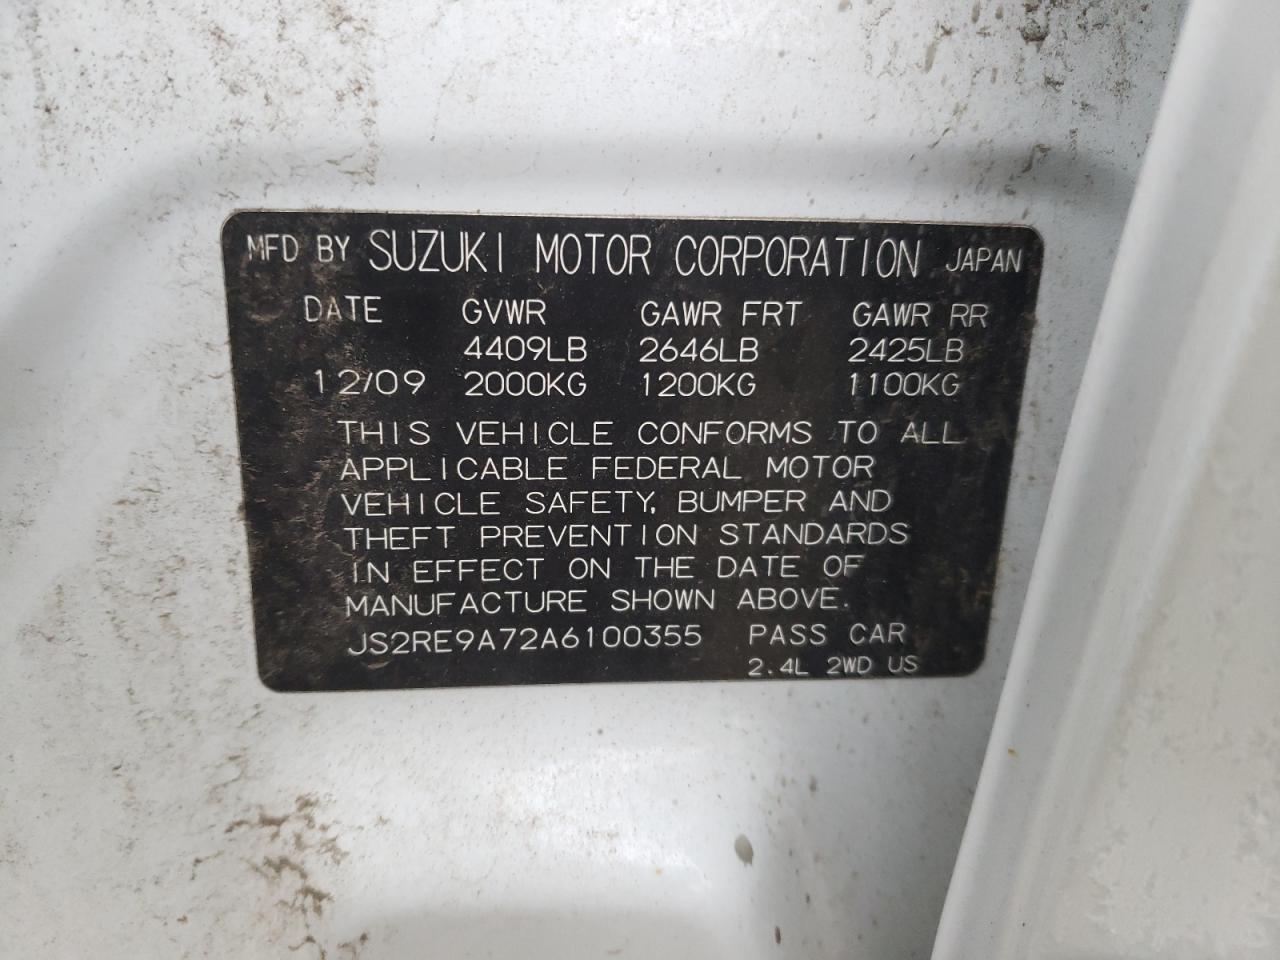 MFD BY SUZUKI MOTOR CORPORATION JAPAN
DATE GVWR GAWR FRT GAWR RR
4409LB 2646LB 2425LB
12/09 2000KG 1200KG 1100KG
THIS VEHICLE CONFORMS TO ALL
APPLICABLE FEDERAL MOTOR
VEHICLE SAFETY, BUMPER AND
THEFT PREVENTION STANDARDS
IN EFFECT ON THE DATE OF
MANUFACTURE SHOWN ABOVE.
JS2RE9A72A6100355 PASS CAR
2.4L 2WD US